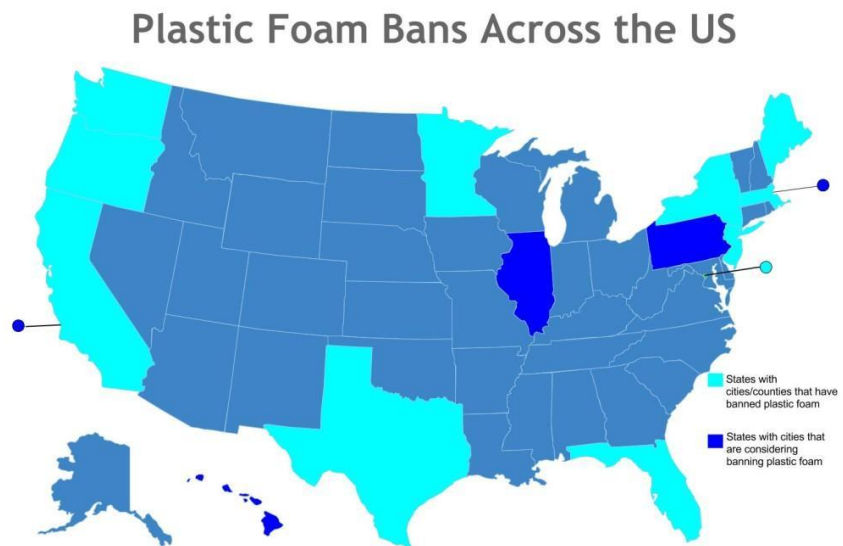 Plastic Foam Bans Across the US
States with
cities/counties that have
banned plastic foam
States with cities that
are considering
banning plastic foam